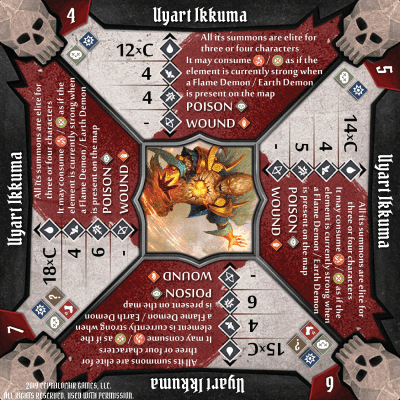 4
Uyart Ikkuma
12xC
4
4
-
All its summons are elite for
three or four characters
It may consume / as if the
element is currently strong when
a Flame Demon / Earth Demon
is present on the map
POISON
WOUND
5
Uyart Ikkuma
14xC
4
5
-
All its summons are elite for
three or four characters
It may consume / as if the
element is currently strong when
a Flame Demon / Earth Demon
is present on the map
POISON
WOUND
6
Uyart Ikkuma
15xC
4
6
-
All its summons are elite for
three or four characters
It may consume / as if the
element is currently strong when
a Flame Demon / Earth Demon
is present on the map
POISON
WOUND
7
Uyart Ikkuma
18xC
4
6
-
All its summons are elite for
three or four characters
It may consume / as if the
element is currently strong when
a Flame Demon / Earth Demon
is present on the map
POISON
WOUND
2019 CEPHALOFAIR GAMES, LLC.
ALL RIGHTS RESERVED. USED WITH PERMISSION.